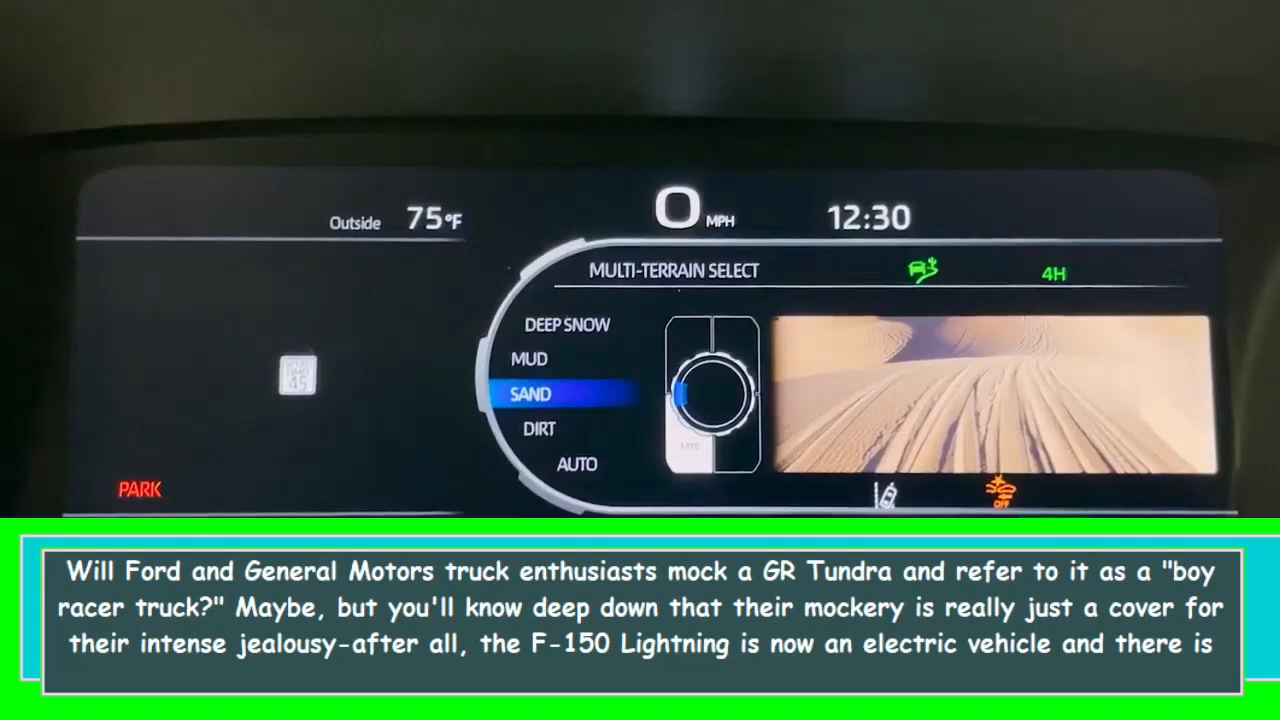 Outside 75°F
0 MPH
12:30
MULTI-TERRAIN SELECT
4H
DEEP SNOW
MUD
SAND
DIRT
AUTO
MTS
45
PARK
OFF
Will Ford and General Motors truck enthusiasts mock a GR Tundra and refer to it as a "boy
racer truck?" Maybe, but you'll know deep down that their mockery is really just a cover for
their intense jealousy-after all, the F-150 Lightning is now an electric vehicle and there is